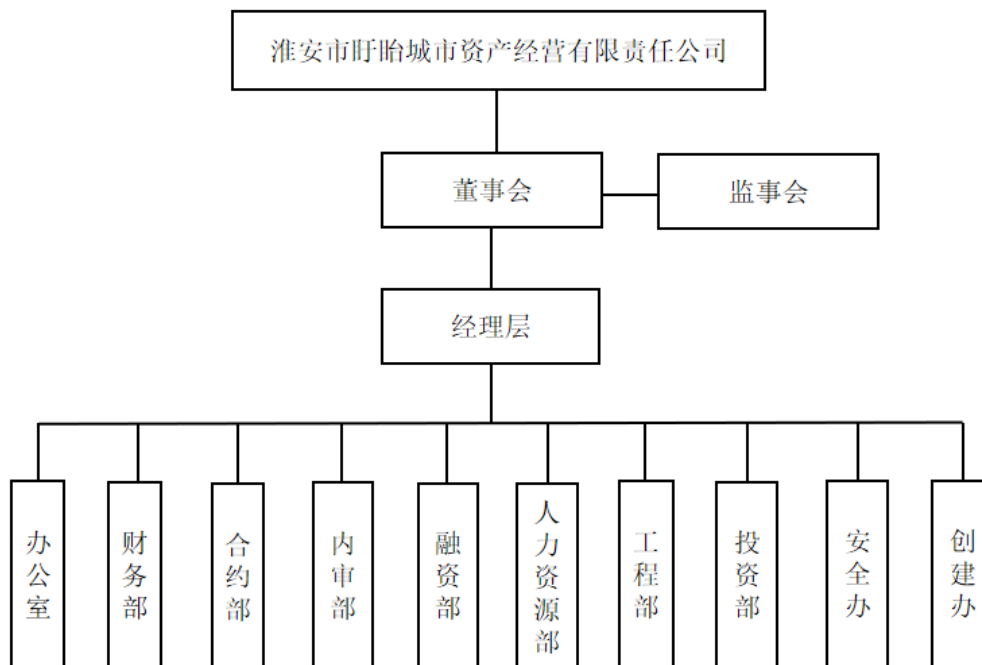 淮安市盱眙城市资产经营有限责任公司
董事会
监事会
经理层
办公室
财务部
合约部
内审部
融资部
人力资源部
工程部
投资部
安全办
创建办